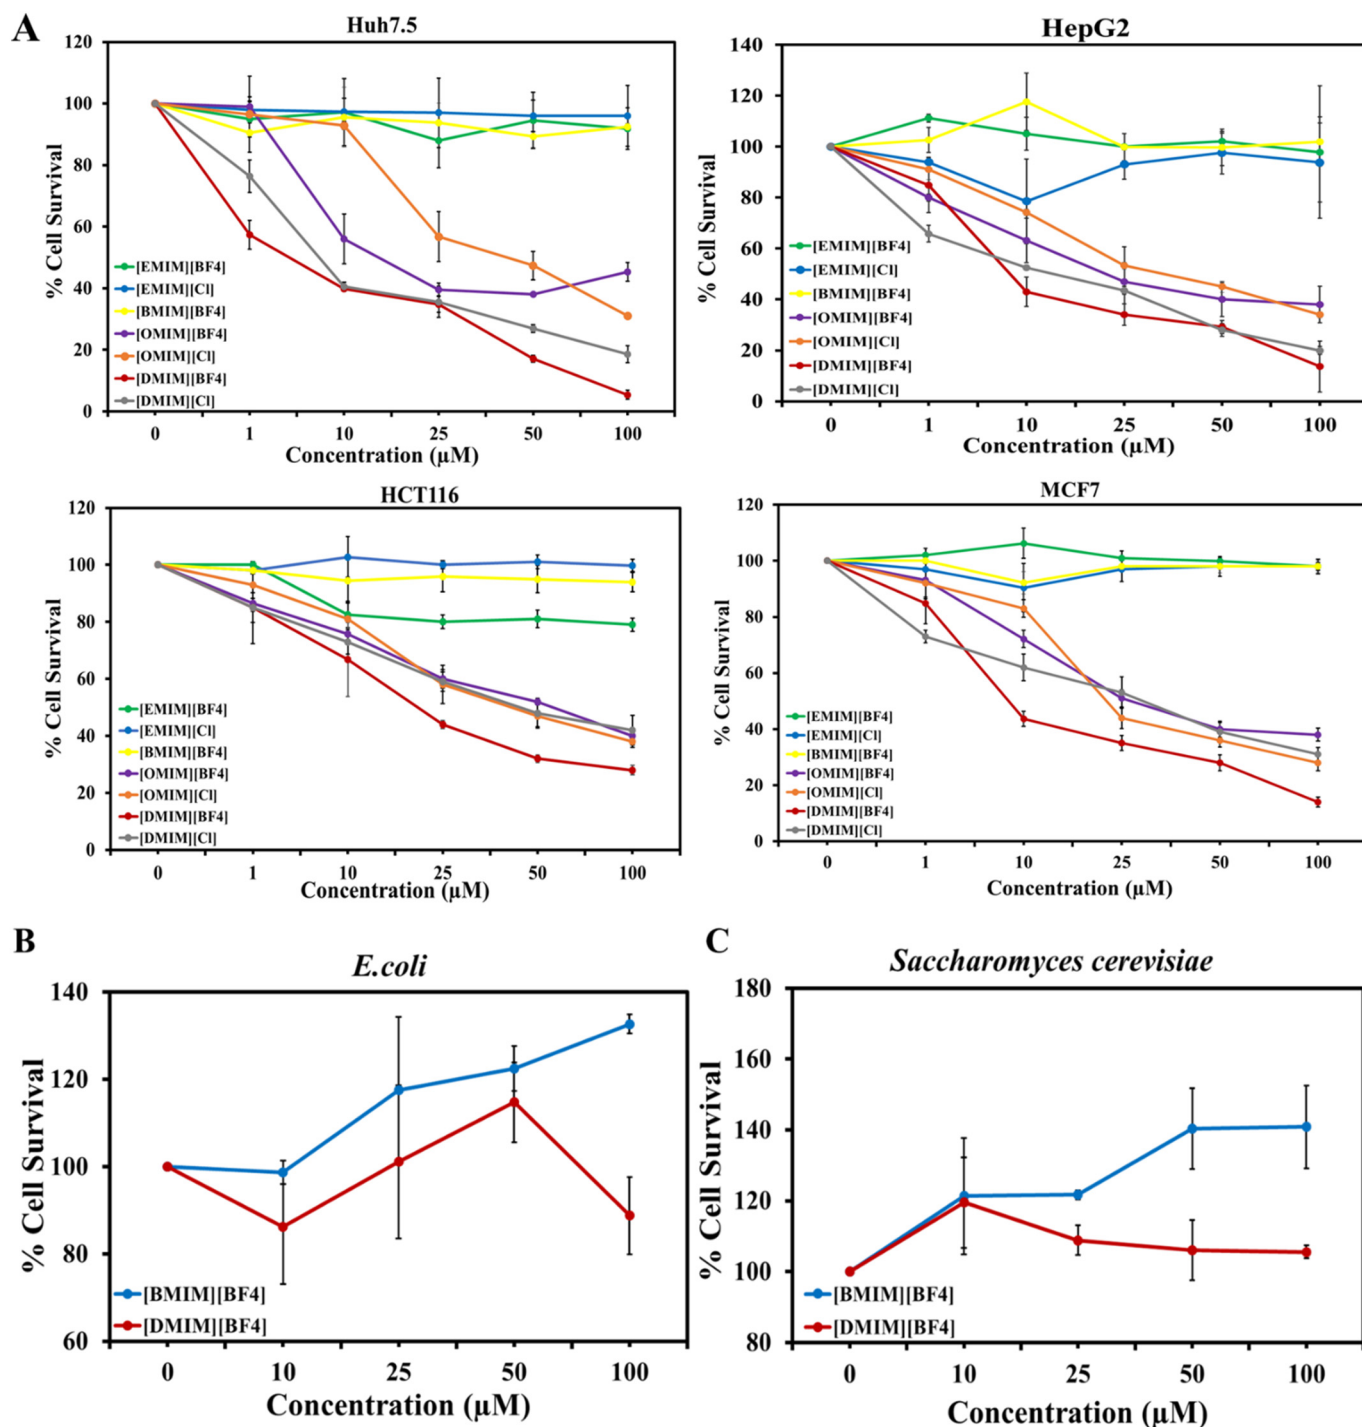 A
Huh7.5
120
100
80
60
40
20
0
% Cell Survival
[EMIM][BF4]
[EMIM][Cl]
[BMIM][BF4]
[OMIM][BF4]
[OMIM][Cl]
[DMIM][BF4]
[DMIM][Cl]
0 1 10 25 50 100
Concentration (µM)
HepG2
140
120
100
80
60
40
20
0
% Cell Survival
[EMIM][BF4]
[EMIM][Cl]
[BMIM][BF4]
[OMIM][BF4]
[OMIM][Cl]
[DMIM][BF4]
[DMIM][Cl]
0 1 10 25 50 100
Concentration (µM)
HCT116
120
100
80
60
40
20
0
% Cell Survival
[EMIM][BF4]
[EMIM][Cl]
[BMIM][BF4]
[OMIM][BF4]
[OMIM][Cl]
[DMIM][BF4]
[DMIM][Cl]
0 1 10 25 50 100
Concentration (µM)
MCF7
120
100
80
60
40
20
0
% Cell Survival
[EMIM][BF4]
[EMIM][Cl]
[BMIM][BF4]
[OMIM][BF4]
[OMIM][Cl]
[DMIM][BF4]
[DMIM][Cl]
0 1 10 25 50 100
Concentration (µM)
B
E.coli
140
120
100
80
60
% Cell Survival
[BMIM][BF4]
[DMIM][BF4]
0 10 25 50 100
Concentration (µM)
C
Saccharomyces cerevisiae
180
160
140
120
100
80
% Cell Survival
[BMIM][BF4]
[DMIM][BF4]
0 10 25 50 100
Concentration (µM)